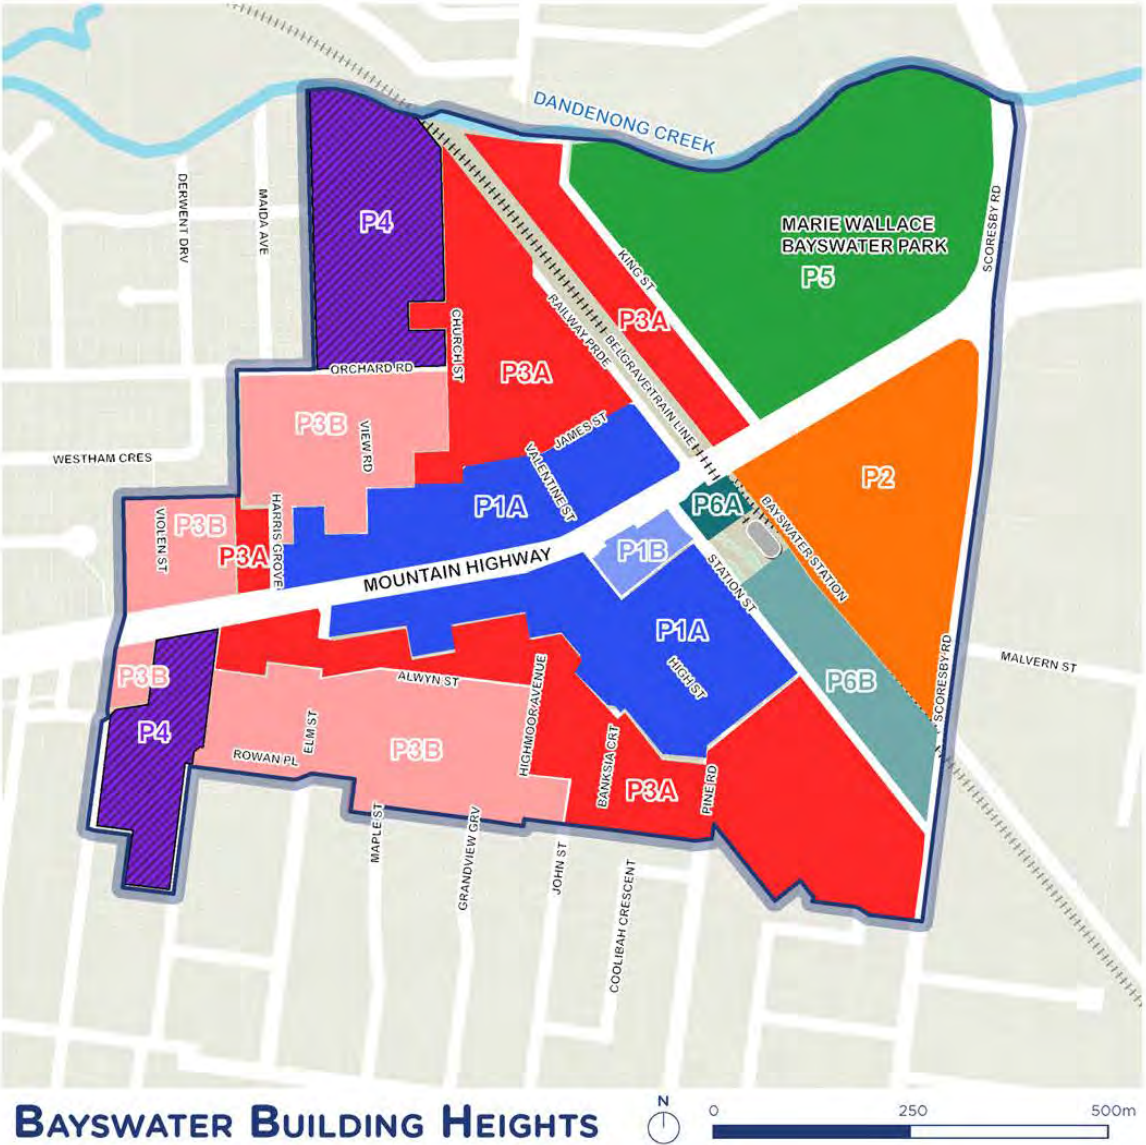 DANDENONG CREEK
DERWENT DRV
MAIDA AVE
P4
MARIE WALLACE
BAYSWATER PARK
P5
SCORESBY RD
KING ST
P3A
RAILWAY PRDE
BELGRAVE TRAIN LINE
CHURCH ST
P3A
ORCHARD RD
P3B
VIEW RD
JAMES ST
VALENTINE ST
WESTHAM CRES
P2
P1A
P6A
BAYSWATER STATION
VIOLEN ST
P3B
HARRIS GROVE
P3A
MOUNTAIN HIGHWAY
P1B
STATION ST
P1A
HIGH ST
MALVERN ST
SCORESBY RD
P6B
P3B
ALWYN ST
HIGHMOOR AVENUE
P4
ELM ST
ROWAN PL
P3B
BANKSIA CRT
P3A
PINE RD
MAPLE ST
GRANDVIEW GRV
JOHN ST
COOLIBAH CRESCENT
BAYSWATER BUILDING HEIGHTS
N
0 250 500m